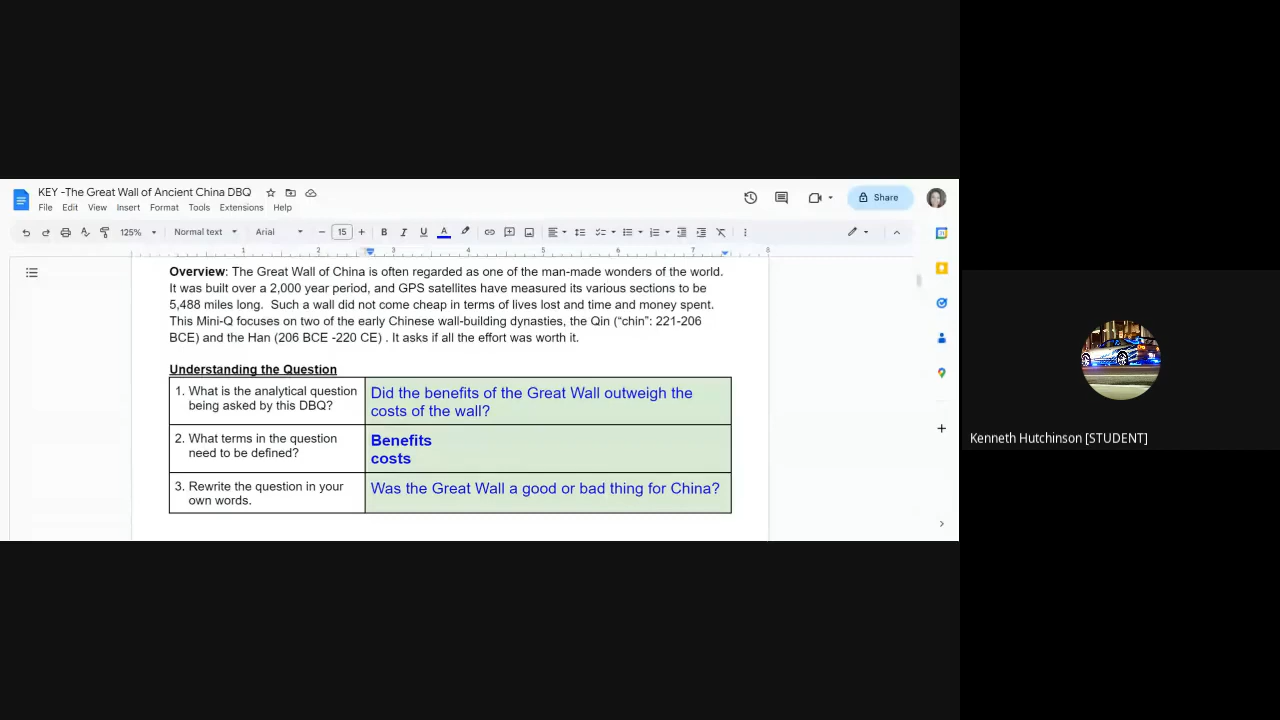 KEY -The Great Wall of Ancient China DBQ
File Edit View Insert Format Tools Extensions Help
Share
125% Normal text Arial 15 B I U A
1 2 3 4 5 6 7 8
Overview: The Great Wall of China is often regarded as one of the man-made wonders of the world.
It was built over a 2,000 year period, and GPS satellites have measured its various sections to be
5,488 miles long. Such a wall did not come cheap in terms of lives lost and time and money spent.
This Mini-Q focuses on two of the early Chinese wall-building dynasties, the Qin (“chin”: 221-206
BCE) and the Han (206 BCE -220 CE) . It asks if all the effort was worth it.
Understanding the Question
1. What is the analytical question
being asked by this DBQ?
Did the benefits of the Great Wall outweigh the
costs of the wall?
2. What terms in the question
need to be defined?
Benefits
costs
3. Rewrite the question in your
own words.
Was the Great Wall a good or bad thing for China?
Kenneth Hutchinson [STUDENT]